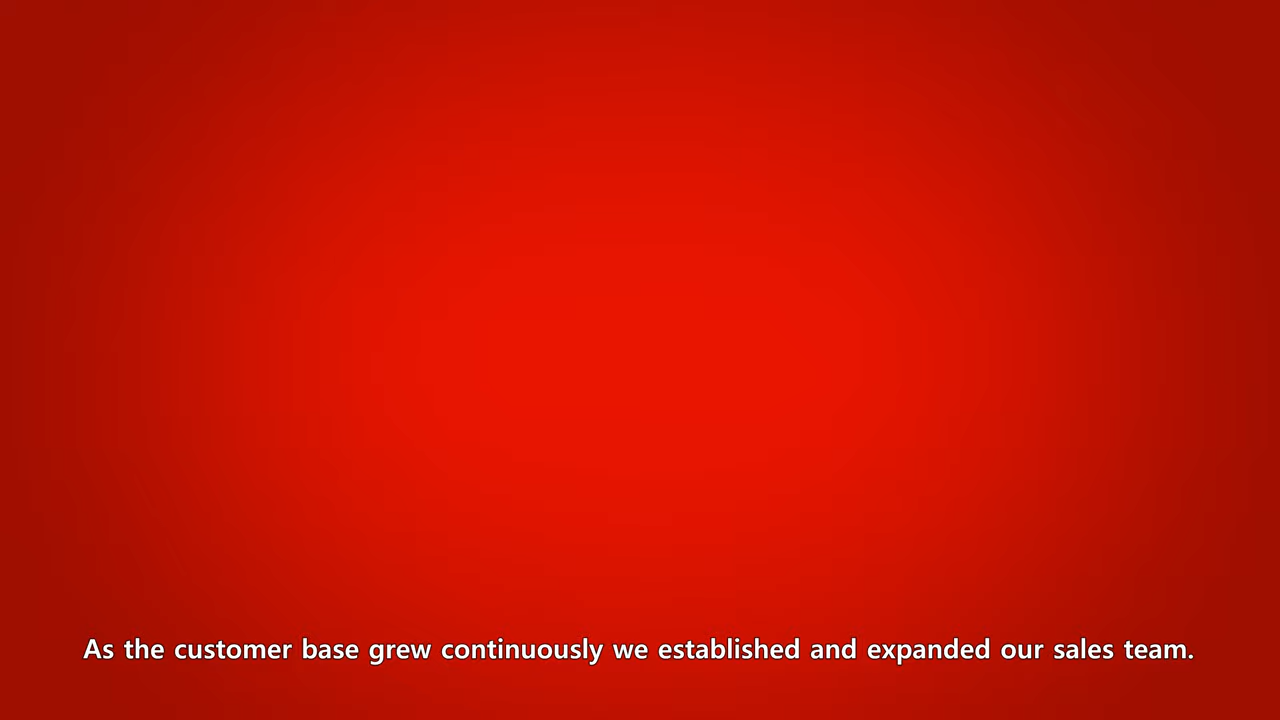 As the customer base grew continuously we established and expanded our sales team.